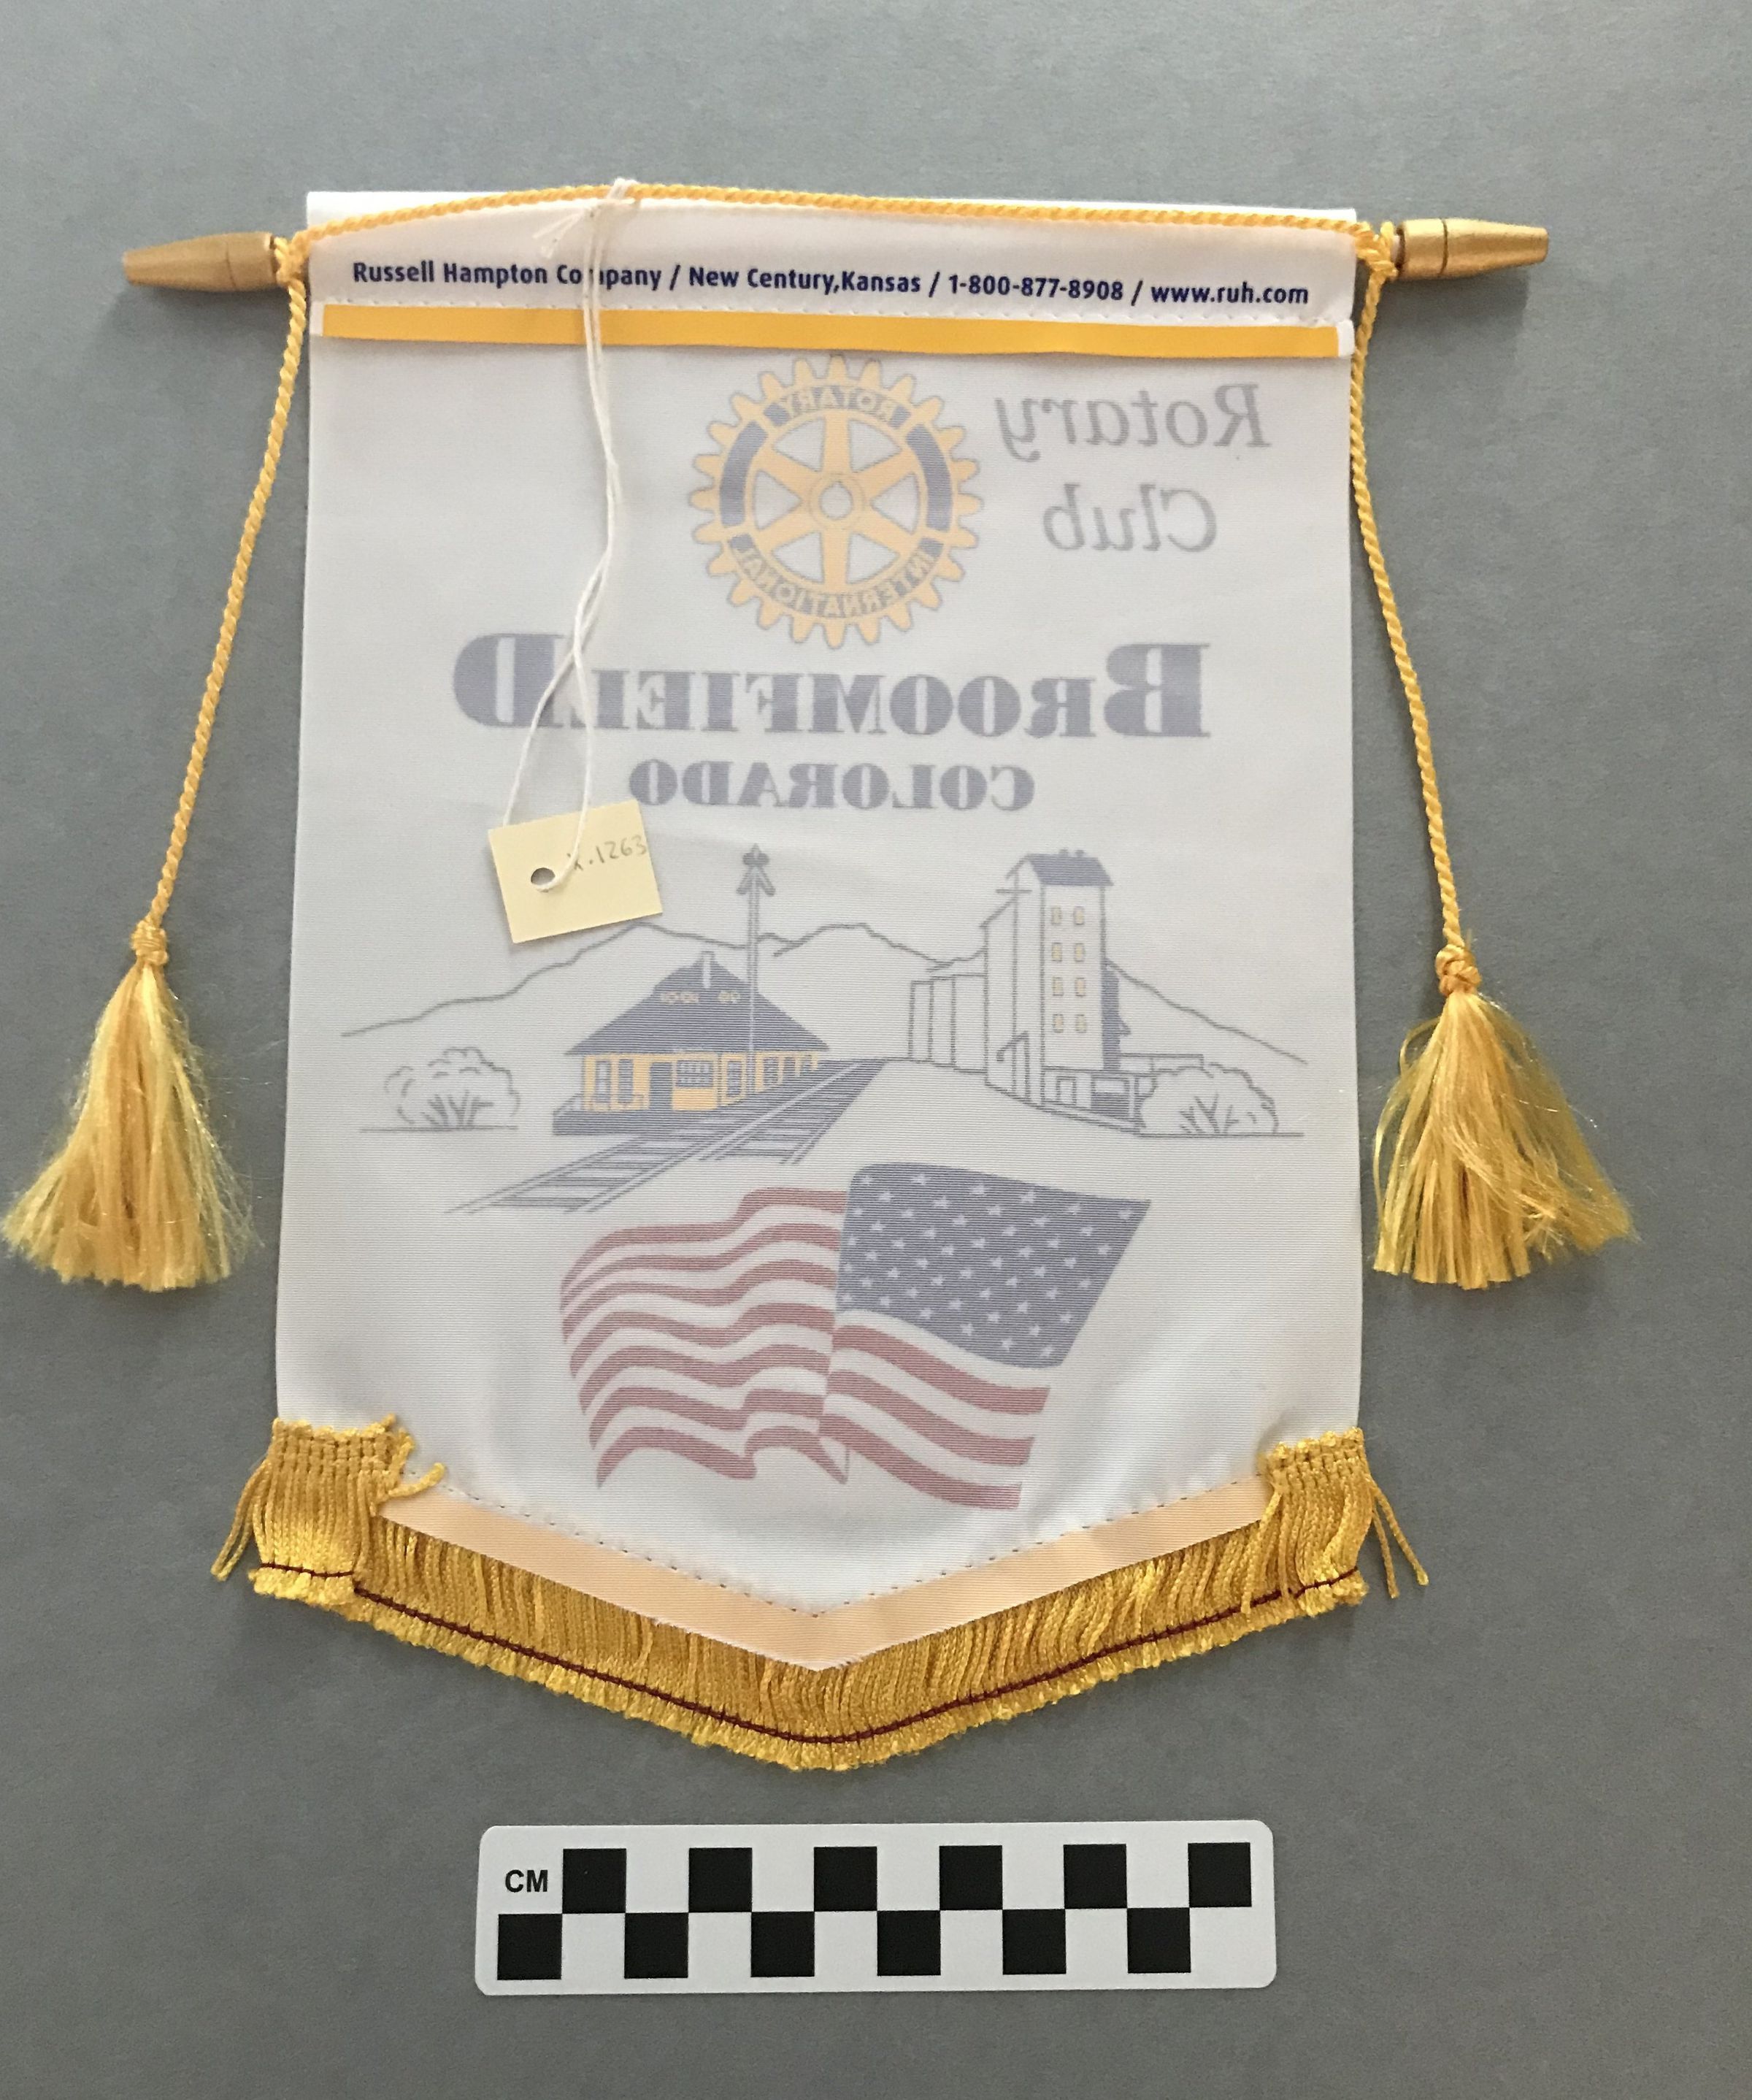 Russell Hampton Company / New Century,Kansas / 1-800-877-8908 / www.ruh.com
Rotary
Club
ROTARY
INTERNATIONAL
BROOMFIELD
COLORADO
X.1263
CM